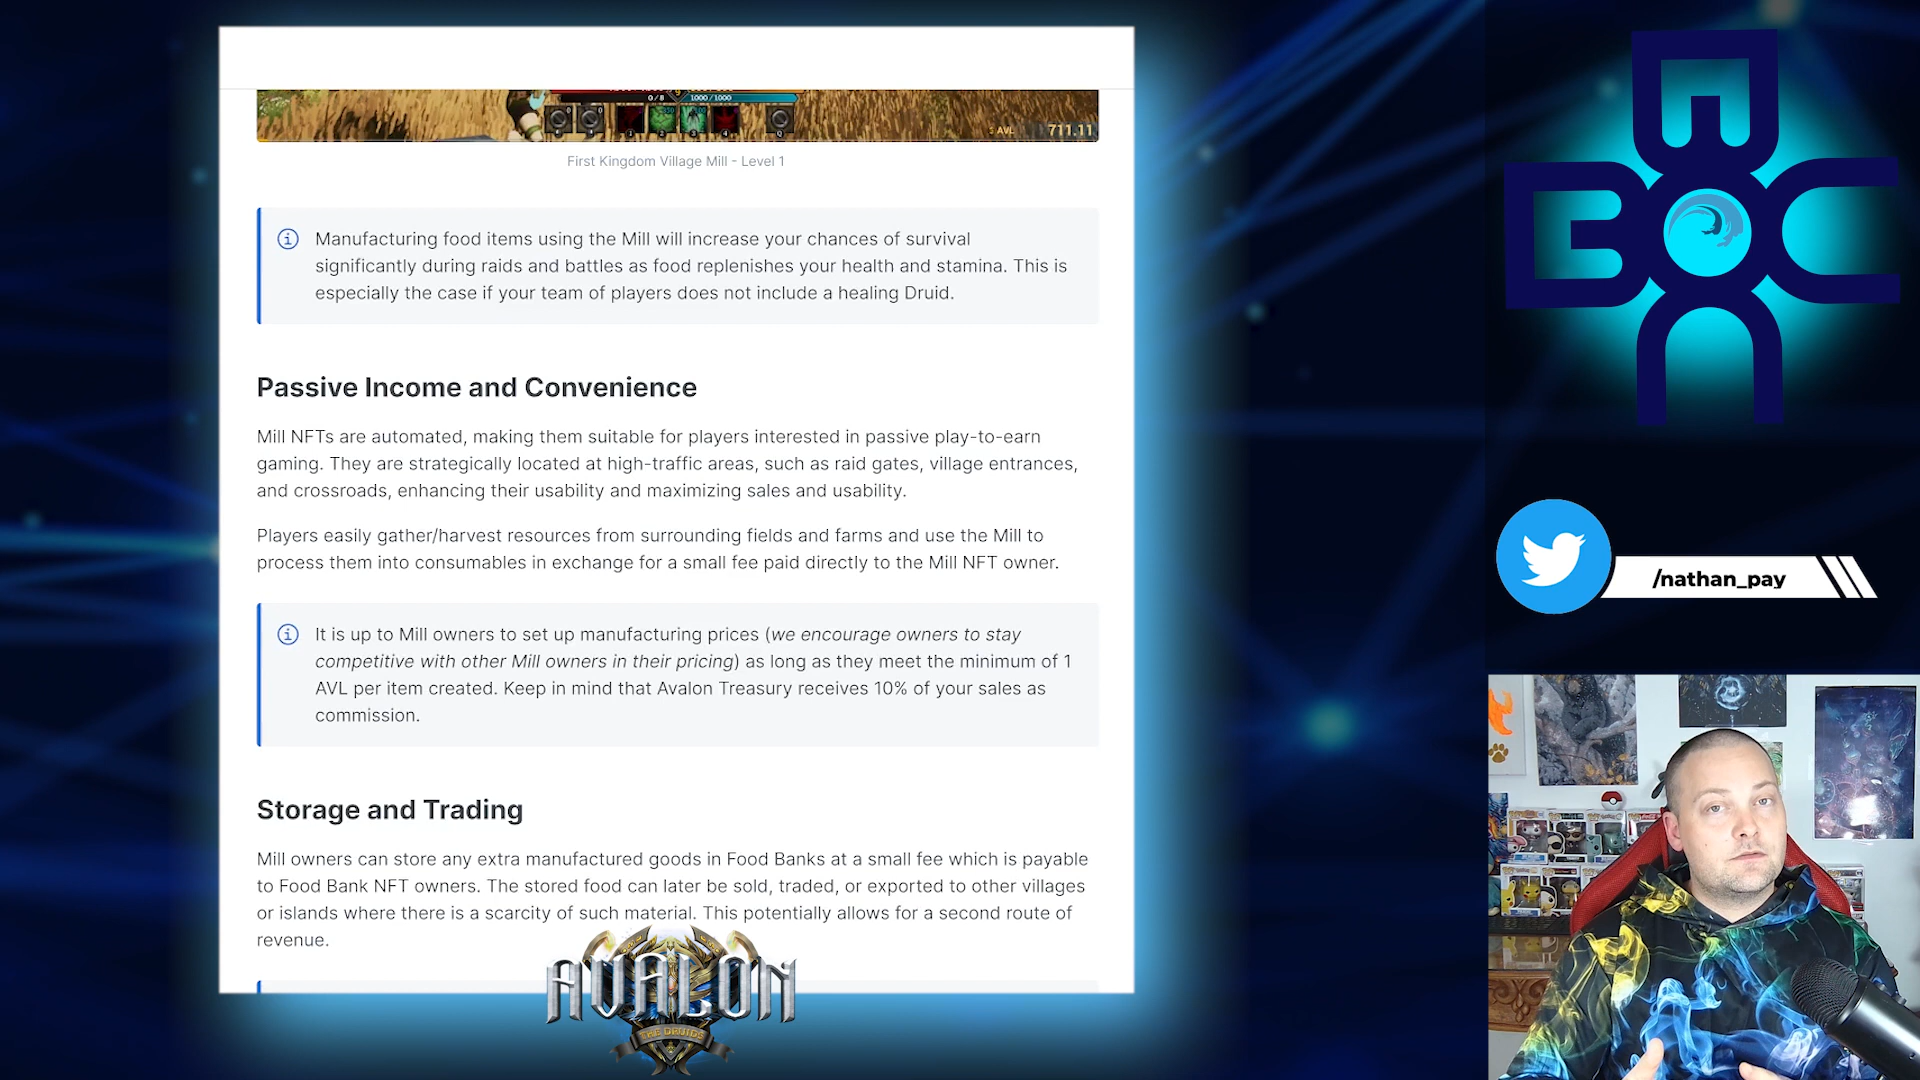 0/8
1000/1000
AVL 711.11
First Kingdom Village Mill - Level 1
Manufacturing food items using the Mill will increase your chances of survival
significantly during raids and battles as food replenishes your health and stamina. This is
especially the case if your team of players does not include a healing Druid.
Passive Income and Convenience
Mill NFTs are automated, making them suitable for players interested in passive play-to-earn
gaming. They are strategically located at high-traffic areas, such as raid gates, village entrances,
and crossroads, enhancing their usability and maximizing sales and usability.
Players easily gather/harvest resources from surrounding fields and farms and use the Mill to
process them into consumables in exchange for a small fee paid directly to the Mill NFT owner.
It is up to Mill owners to set up manufacturing prices (we encourage owners to stay
competitive with other Mill owners in their pricing) as long as they meet the minimum of 1
AVL per item created. Keep in mind that Avalon Treasury receives 10% of your sales as
commission.
Storage and Trading
Mill owners can store any extra manufactured goods in Food Banks at a small fee which is payable
to Food Bank NFT owners. The stored food can later be sold, traded, or exported to other villages
or islands where there is a scarcity of such material. This potentially allows for a second route of
revenue.
AVALON
THE DRUIDS
/nathan_pay